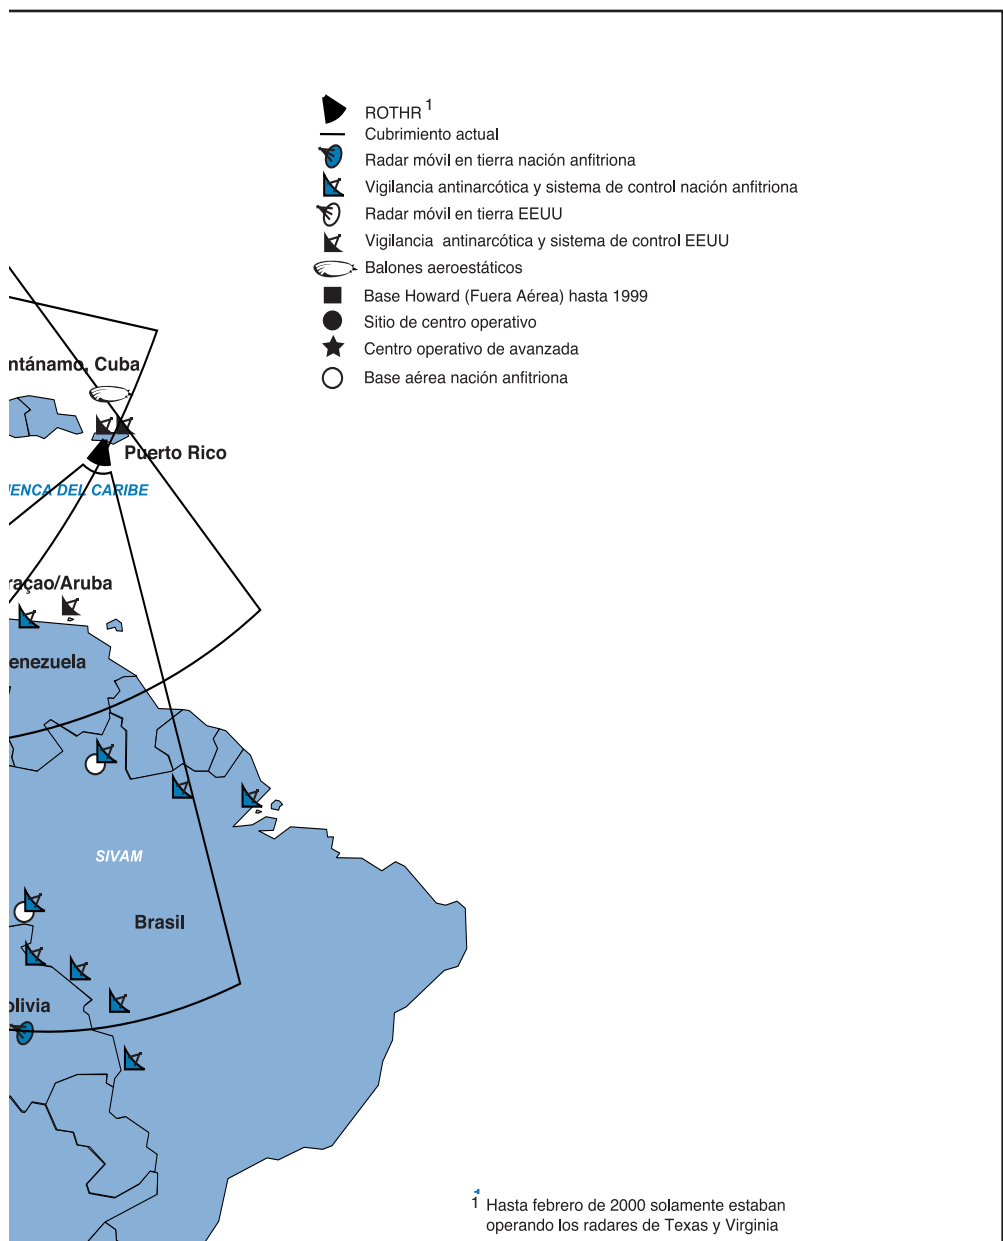 ROTHR 1
Cubrimiento actual
Radar móvil en tierra nación anfitriona
Vigilancia antinarcótica y sistema de control nación anfitriona
Radar móvil en tierra EEUU
Vigilancia antinarcótica y sistema de control EEUU
Balones aeroestáticos
Base Howard (Fuera Aérea) hasta 1999
Sitio de centro operativo
Centro operativo de avanzada
Base aérea nación anfitriona
ntánamo, Cuba
Puerto Rico
ENCA DEL CARIBE
raçao/Aruba
enezuela
SIVAM
Brasil
olivia
1 Hasta febrero de 2000 solamente estaban
operando los radares de Texas y Virginia